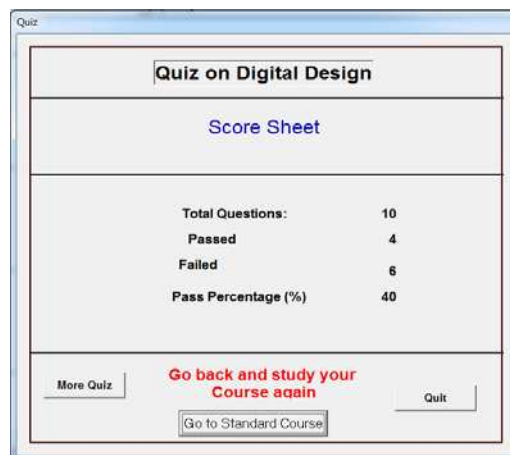 Quiz
Quiz on Digital Design
Score Sheet
Total Questions: 10
Passed 4
Failed 6
Pass Percentage (%) 40
More Quiz
Go back and study your
Course again
Quit
Go to Standard Course